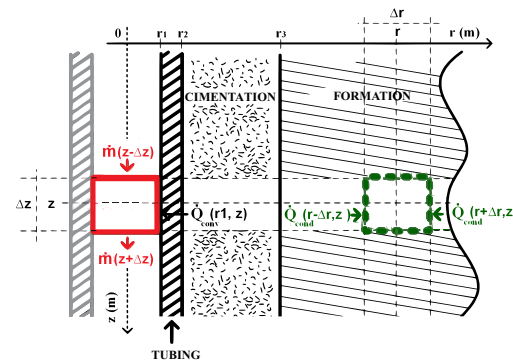 Δr
0 r₁ r₂ r₃ r r (m)
CIMENTATION FORMATION
ṁ(z-Δz)
Δz z
Q̇conv (r1, z) Q̇cond (r-Δr,z) Q̇cond (r+Δr,z)
ṁ(z+Δz)
z (m)
TUBING